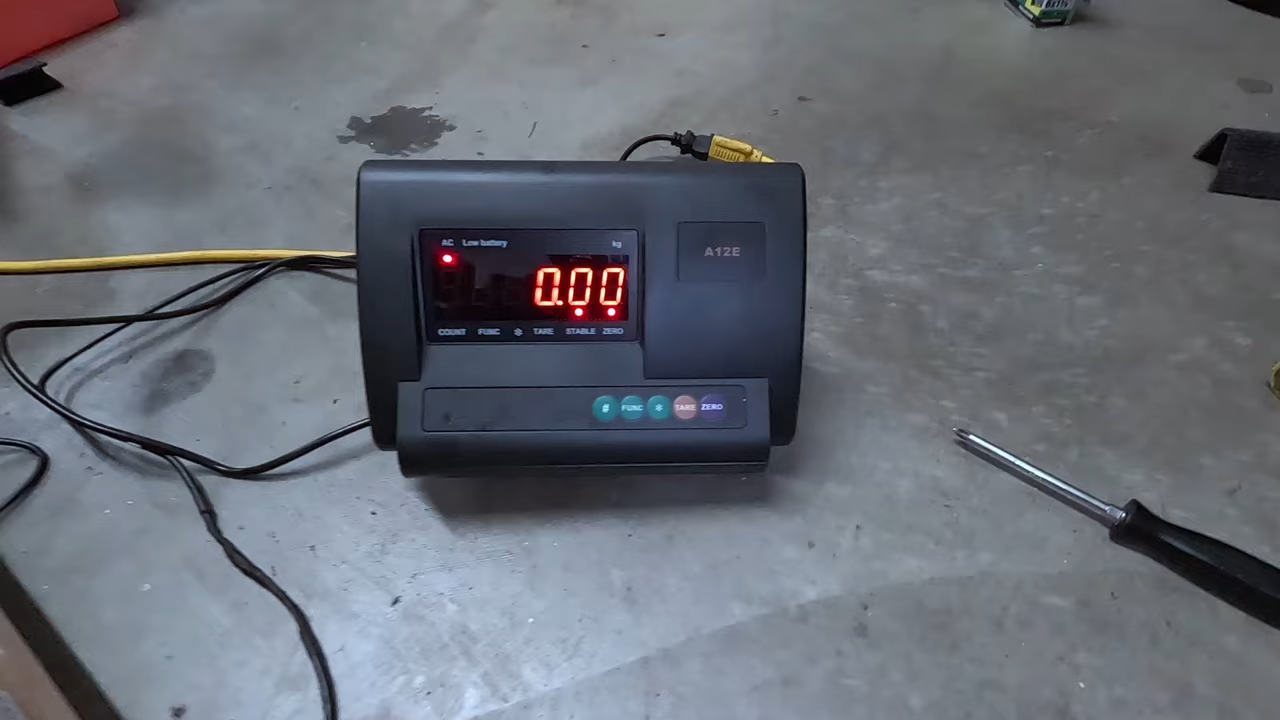 AC Low battery kg
0.00
COUNT FUNC * TARE STABLE ZERO
A12E
# FUNC * TARE ZERO